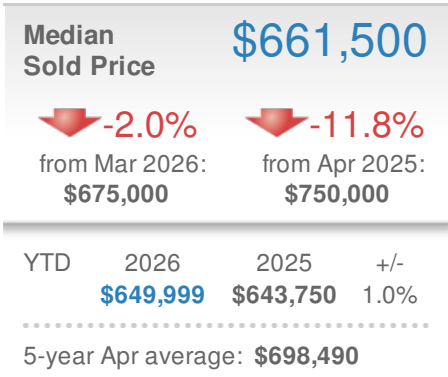 Median
Sold Price
$661,500
-2.0%
-11.8%
from Mar 2026:
from Apr 2025:
$675,000
$750,000
YTD 2026 2025 +/-
$649,999 $643,750 1.0%
5-year Apr average: $698,490